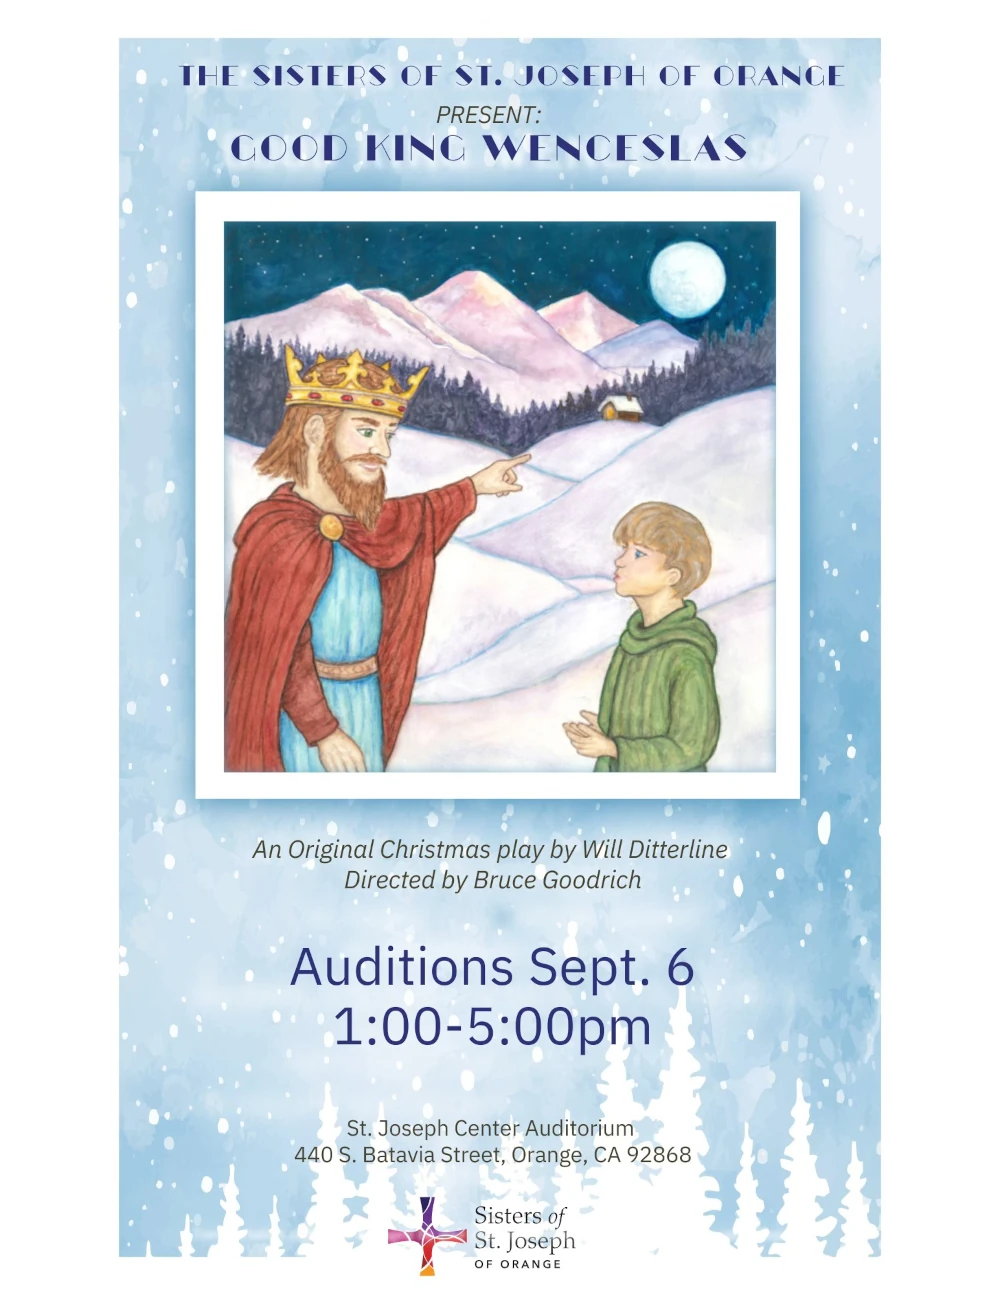 THE SISTERS OF ST. JOSEPH OF ORANGE
PRESENT:
GOOD KING WENCESLAS
An Original Christmas play by Will Ditterline
Directed by Bruce Goodrich
Auditions Sept. 6
1:00-5:00pm
St. Joseph Center Auditorium
440 S. Batavia Street, Orange, CA 92868
Sisters of
St. Joseph
OF ORANGE